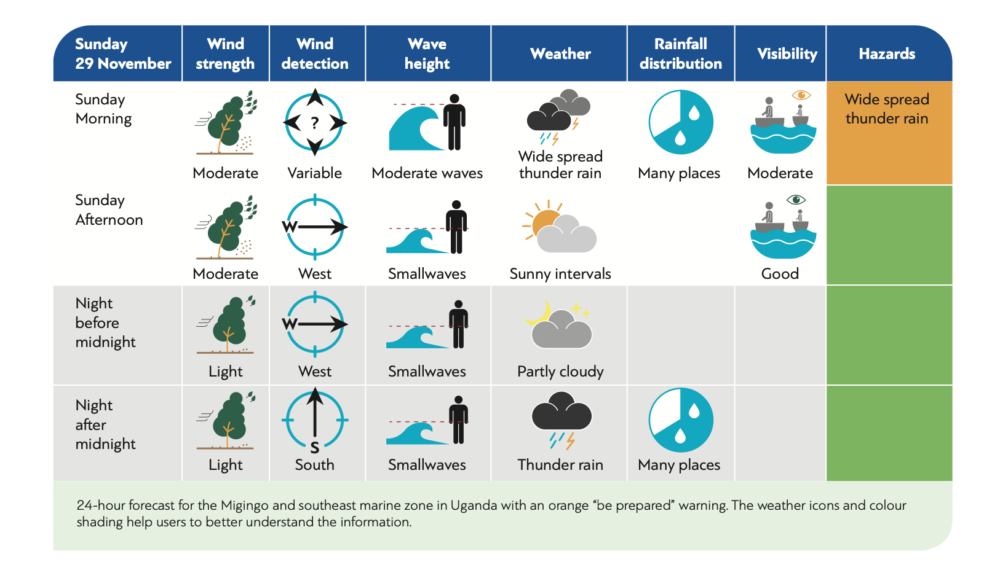 Sunday
29 November
Wind
strength
Wind
detection
Wave
height
Weather
Rainfall
distribution
Visibility
Hazards
Sunday
Morning
Moderate
?
Variable
Moderate waves
Wide spread
thunder rain
Many places
Moderate
Wide spread
thunder rain
Sunday
Afternoon
Moderate
W
West
Smallwaves
Sunny intervals
Good
Night
before
midnight
Light
W
West
Smallwaves
Partly cloudy
Night
after
midnight
Light
S
South
Smallwaves
Thunder rain
Many places
24-hour forecast for the Migingo and southeast marine zone in Uganda with an orange “be prepared” warning. The weather icons and colour
shading help users to better understand the information.